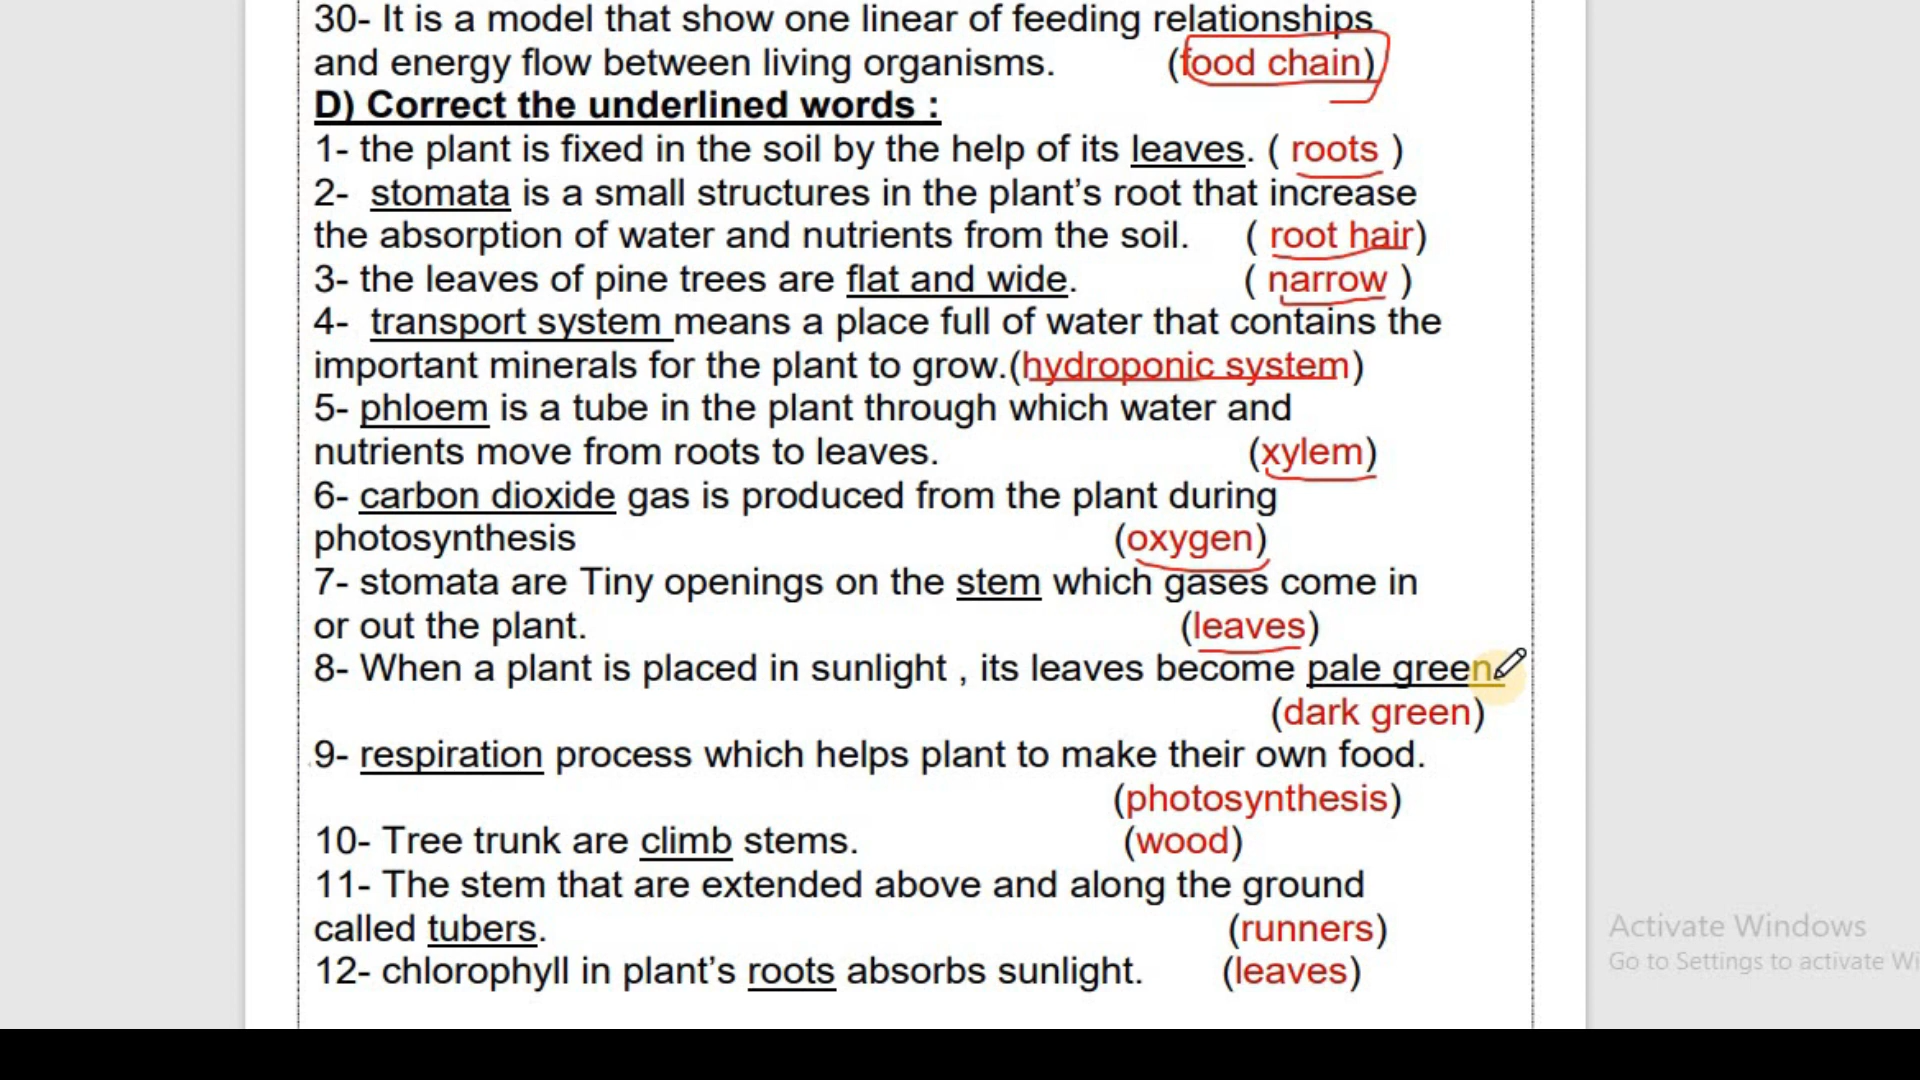 30- It is a model that show one linear of feeding relationships
and energy flow between living organisms. (food chain)
D) Correct the underlined words :
1- the plant is fixed in the soil by the help of its leaves. ( roots )
2- stomata is a small structures in the plant’s root that increase
the absorption of water and nutrients from the soil. ( root hair)
3- the leaves of pine trees are flat and wide. ( narrow )
4- transport system means a place full of water that contains the
important minerals for the plant to grow.(hydroponic system)
5- phloem is a tube in the plant through which water and
nutrients move from roots to leaves. (xylem)
6- carbon dioxide gas is produced from the plant during
photosynthesis (oxygen)
7- stomata are Tiny openings on the stem which gases come in
or out the plant. (leaves)
8- When a plant is placed in sunlight , its leaves become pale green.
(dark green)
9- respiration process which helps plant to make their own food.
(photosynthesis)
10- Tree trunk are climb stems. (wood)
11- The stem that are extended above and along the ground
called tubers. (runners)
12- chlorophyll in plant’s roots absorbs sunlight. (leaves)
Activate Windows
Go to Settings to activate Wi